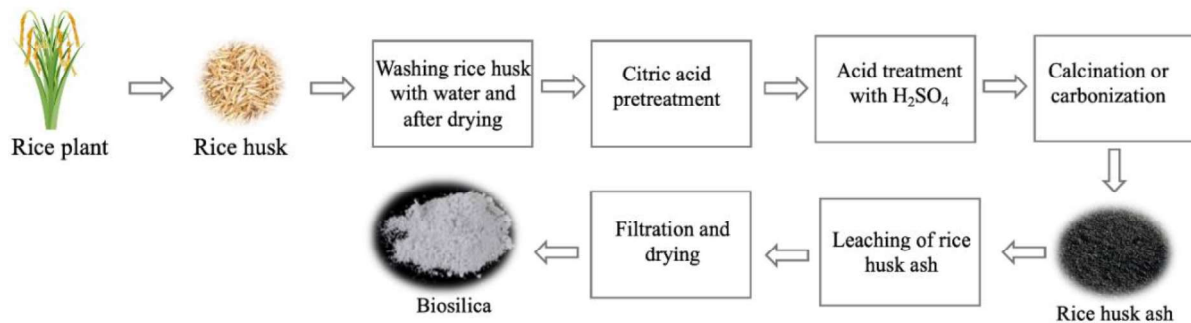 Rice plant
Rice husk
Washing rice husk
with water and
after drying
Citric acid
pretreatment
Acid treatment
with H₂SO₄
Calcination or
carbonization
Rice husk ash
Leaching of rice
husk ash
Filtration and
drying
Biosilica